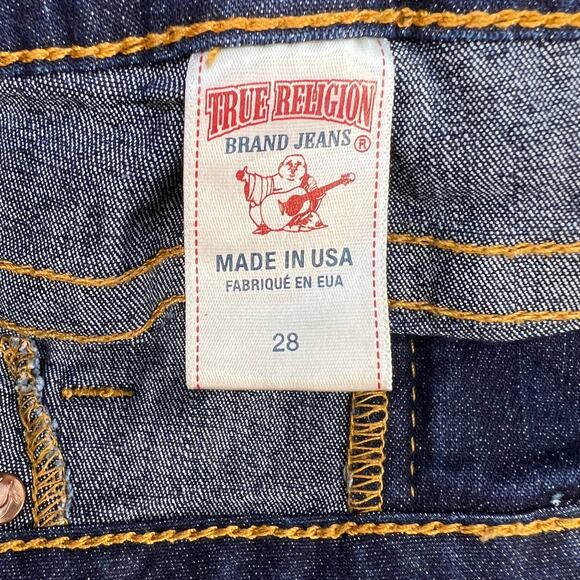 TRUE RELIGION
BRAND JEANS ®
MADE IN USA
FABRIQUÉ EN EUA
28